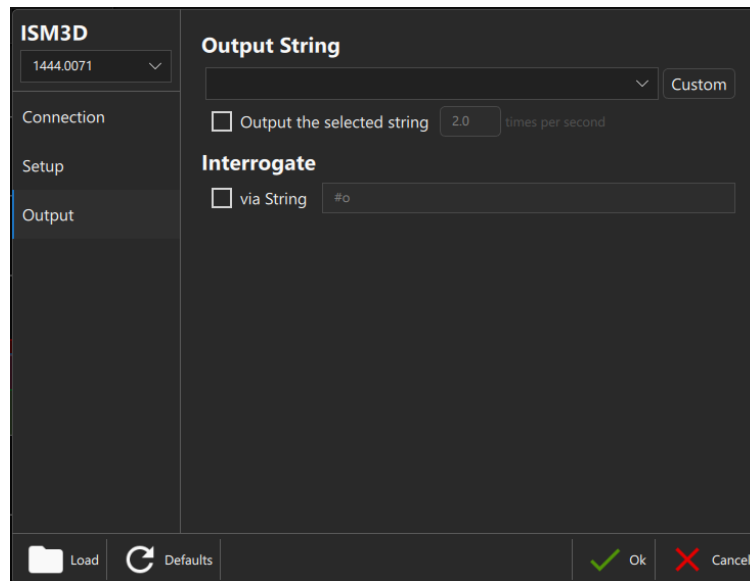 ISM3D
1444.0071
Connection
Setup
Output
Output String
Custom
Output the selected string 2.0 times per second
Interrogate
via String #o
Load Defaults Ok Cancel